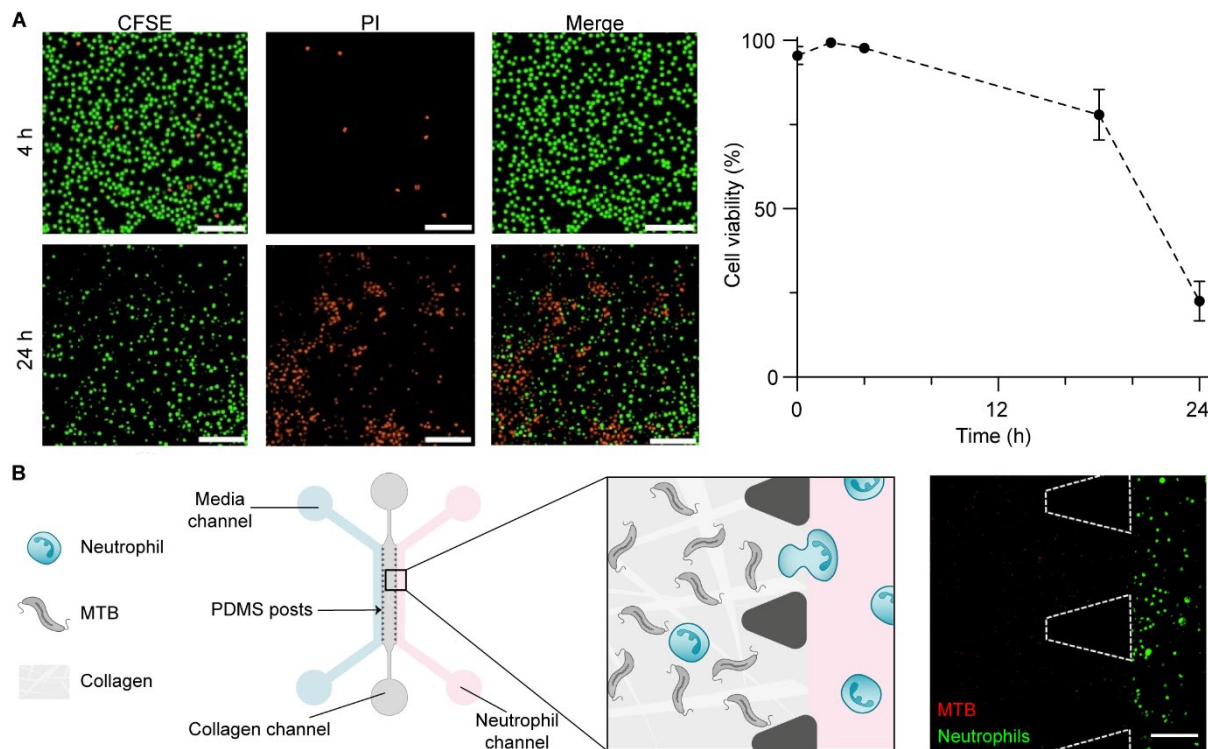 A
CFSE
PI
Merge
4 h
24 h
Cell viability (%)
100
50
0
0
12
24
Time (h)
B
Neutrophil
MTB
Collagen
Media
channel
PDMS posts
Collagen channel
Neutrophil
channel
MTB
Neutrophils